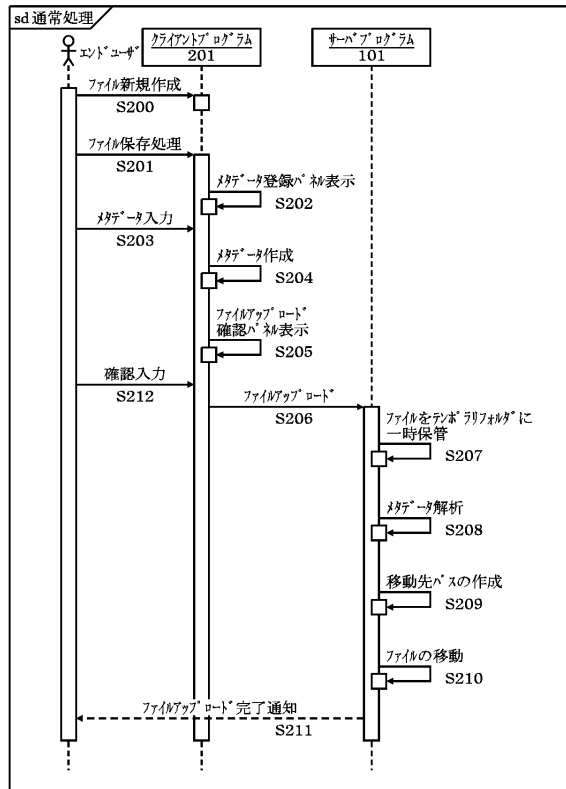 sd 通常処理
エンドユーザ
クライアントプログラム
201
サーバプログラム
101
ファイル新規作成
S200
ファイル保存処理
S201
メタデータ登録パネル表示
S202
メタデータ入力
S203
メタデータ作成
S204
ファイルアップロード
確認パネル表示
S205
確認入力
S212
ファイルアップロード
S206
ファイルをテンポラリフォルダに
一時保管
S207
メタデータ解析
S208
移動先パスの作成
S209
ファイルの移動
S210
ファイルアップロード完了通知
S211